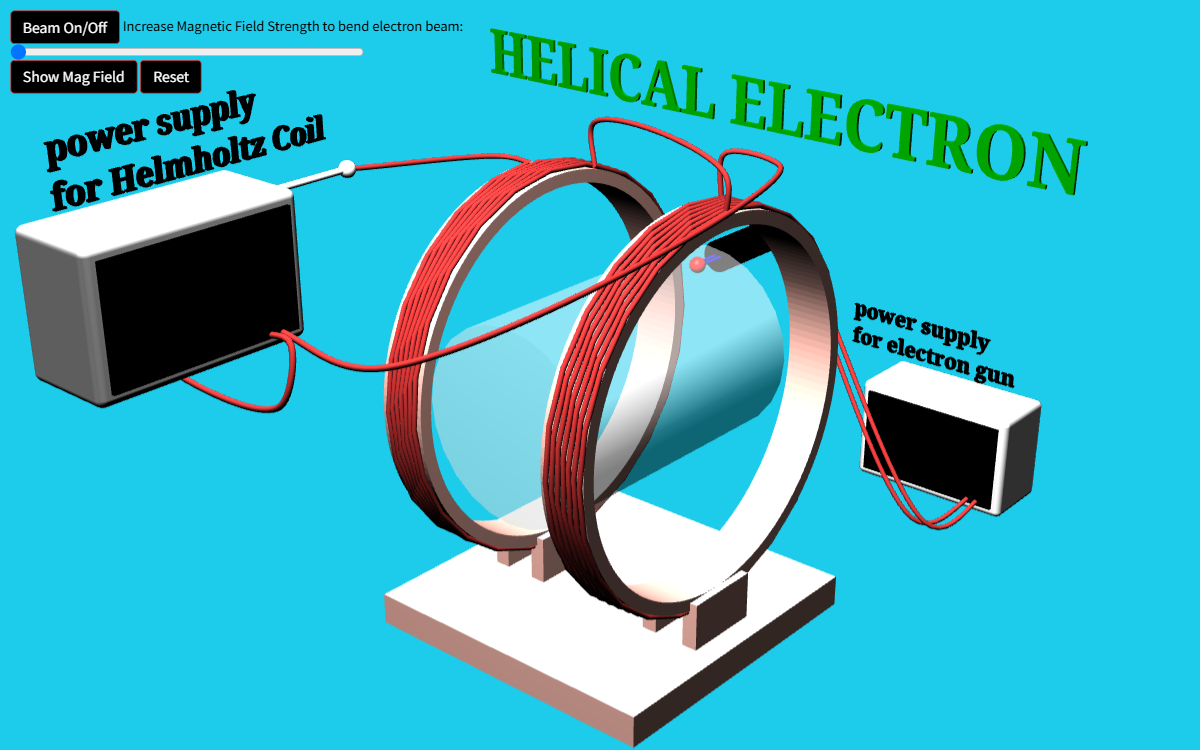 Beam On/Off Increase Magnetic Field Strength to bend electron beam:
Show Mag Field Reset
HELICAL ELECTRON
power supply
for Helmholtz Coil
power supply
for electron gun